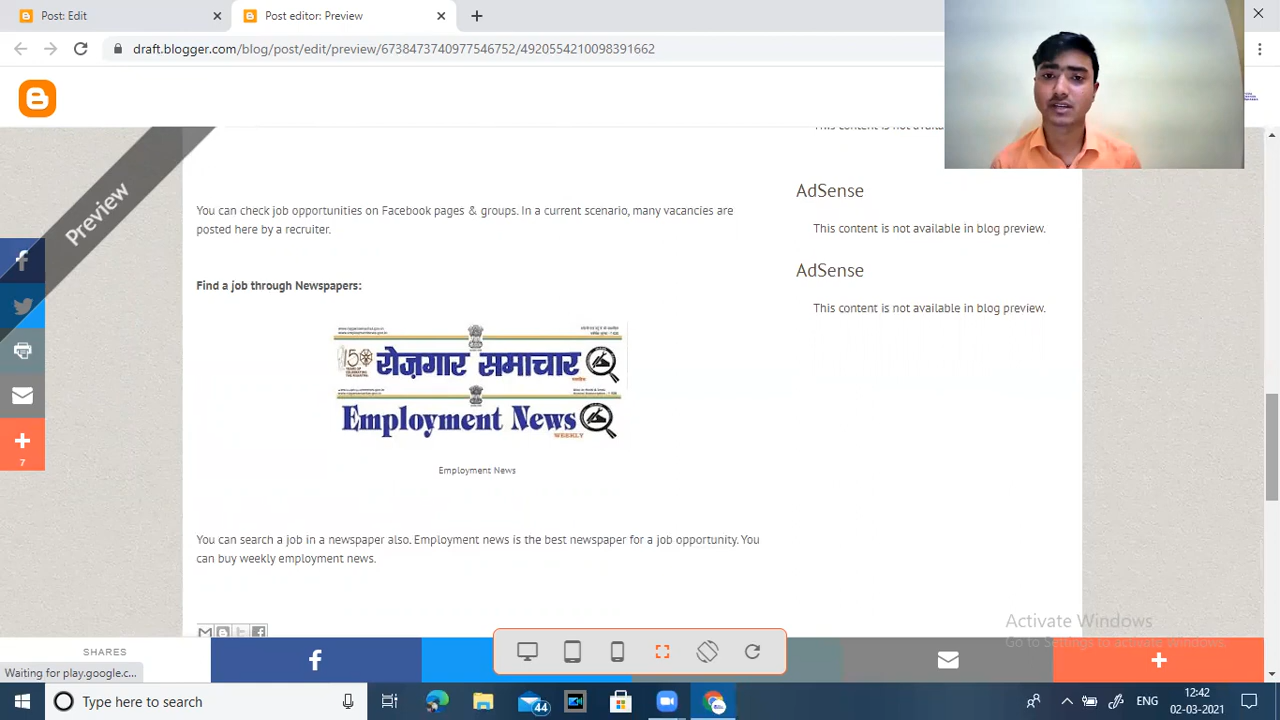 Post: Edit
Post editor: Preview
draft.blogger.com/blog/post/edit/preview/6738473740977546752/4920554210098391662
Preview
You can check job opportunities on Facebook pages & groups. In a current scenario, many vacancies are
posted here by a recruiter.
Find a job through Newspapers:
रोज़गार समाचार
Employment News
WEEKLY
Employment News
You can search a job in a newspaper also. Employment news is the best newspaper for a job opportunity. You
can buy weekly employment news.
This content is not
AdSense
This content is not available in blog preview.
AdSense
This content is not available in blog preview.
7
Activate Windows
Go to Settings to activate Windows.
SHARES
Waiting for play.google.c...
Type here to search
44
ENG
12:42
02-03-2021